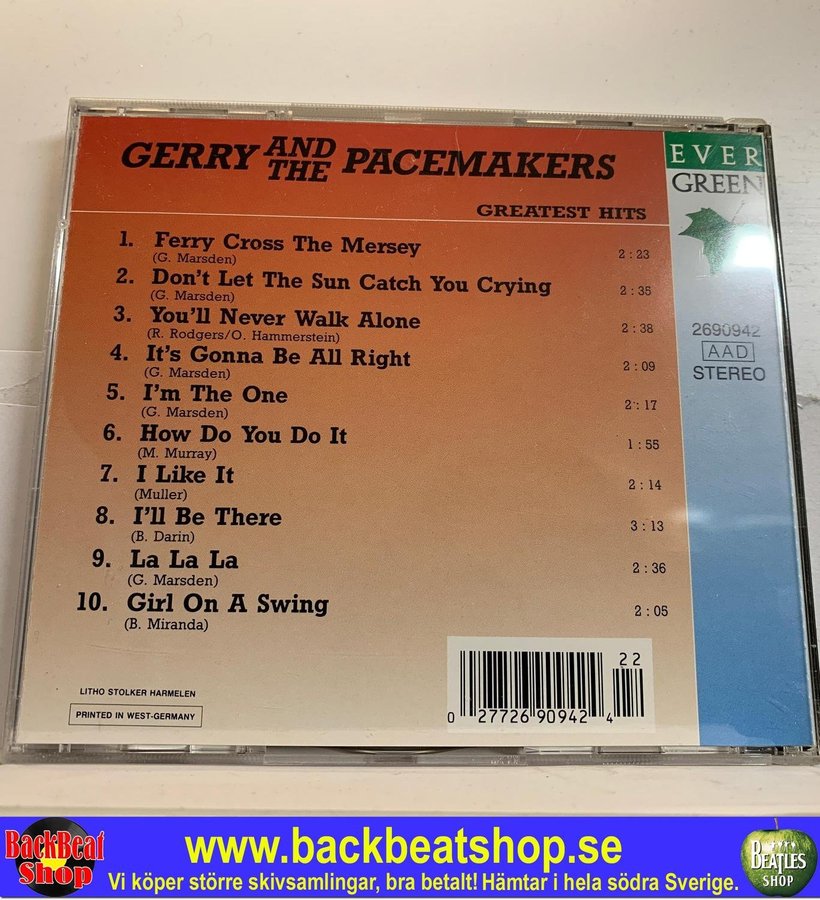 GERRY AND THE PACEMAKERS
GREATEST HITS
1. Ferry Cross The Mersey 2:23
(G. Marsden)
2. Don't Let The Sun Catch You Crying 2:35
(G. Marsden)
3. You'll Never Walk Alone 2:38
(R. Rodgers/O. Hammerstein)
4. It's Gonna Be All Right 2:09
(G. Marsden)
5. I'm The One 2:17
(G. Marsden)
6. How Do You Do It 1:55
(M. Murray)
7. I Like It 2:14
(Muller)
8. I'll Be There 3:13
(B. Darin)
9. La La La 2:36
(G. Marsden)
10. Girl On A Swing 2:05
(B. Miranda)
EVER
GREEN
2690942
AAD
STEREO
LITHO STOLKER HARMELEN
PRINTED IN WEST-GERMANY
22
0 27726 90942 4
BackBeat
Shop
www.backbeatshop.se
Vi köper större skivsamlingar, bra betalt! Hämtar i hela södra Sverige.
BEATLES
SHOP